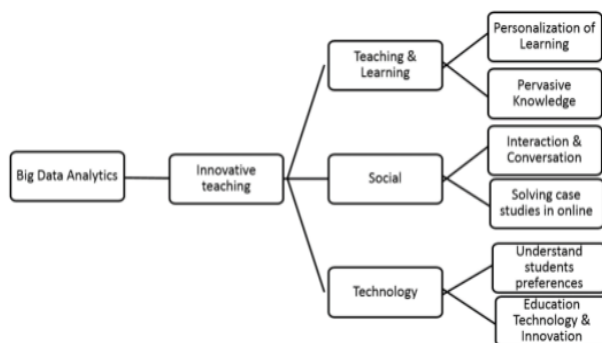 Big Data Analytics
Innovative
teaching
Teaching &
Learning
Social
Technology
Personalization of
Learning
Pervasive
Knowledge
Interaction &
Conversation
Solving case
studies in online
Understand
students
preferences
Education
Technology &
Innovation